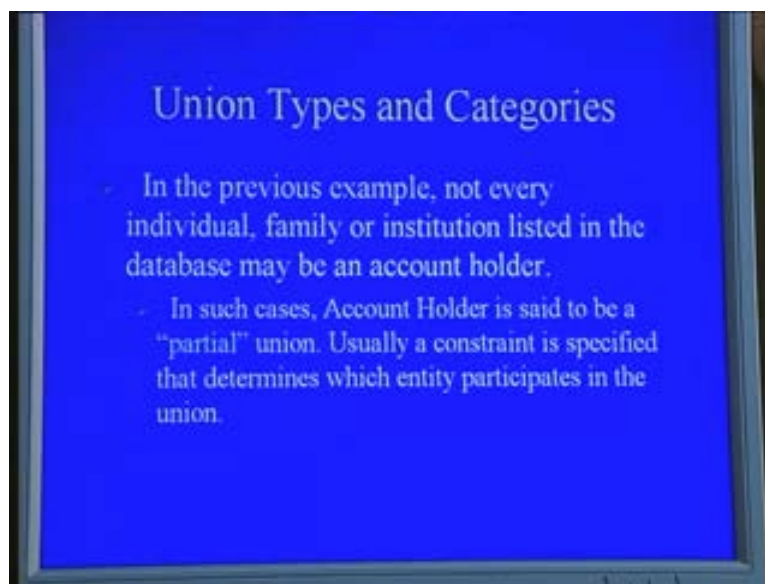 Union Types and Categories
In the previous example, not every
individual, family or institution listed in the
database may be an account holder.
In such cases, Account Holder is said to be a
“partial” union. Usually a constraint is specified
that determines which entity participates in the
union.